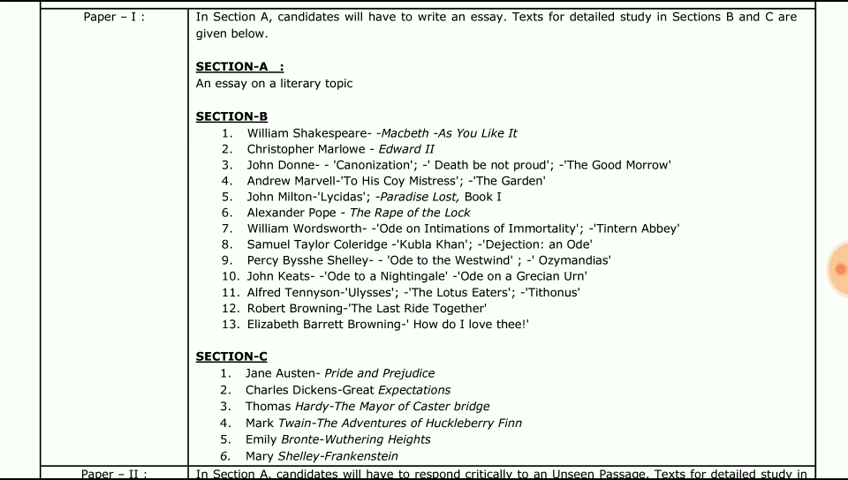 Paper – I :
In Section A, candidates will have to write an essay. Texts for detailed study in Sections B and C are
given below.
SECTION-A :
An essay on a literary topic
SECTION-B
1. William Shakespeare- -Macbeth -As You Like It
2. Christopher Marlowe - Edward II
3. John Donne- - 'Canonization'; -' Death be not proud'; -'The Good Morrow'
4. Andrew Marvell-'To His Coy Mistress'; -'The Garden'
5. John Milton-'Lycidas'; -Paradise Lost, Book I
6. Alexander Pope - The Rape of the Lock
7. William Wordsworth- -'Ode on Intimations of Immortality'; -'Tintern Abbey'
8. Samuel Taylor Coleridge -'Kubla Khan'; -'Dejection: an Ode'
9. Percy Bysshe Shelley- - 'Ode to the Westwind' ; -' Ozymandias'
10. John Keats- -'Ode to a Nightingale' -'Ode on a Grecian Urn'
11. Alfred Tennyson-'Ulysses'; -'The Lotus Eaters'; -'Tithonus'
12. Robert Browning-'The Last Ride Together'
13. Elizabeth Barrett Browning-' How do I love thee!'
SECTION-C
1. Jane Austen- Pride and Prejudice
2. Charles Dickens-Great Expectations
3. Thomas Hardy-The Mayor of Caster bridge
4. Mark Twain-The Adventures of Huckleberry Finn
5. Emily Bronte-Wuthering Heights
6. Mary Shelley-Frankenstein
Paper – II :
In Section A, candidates will have to respond critically to an Unseen Passage. Texts for detailed study in